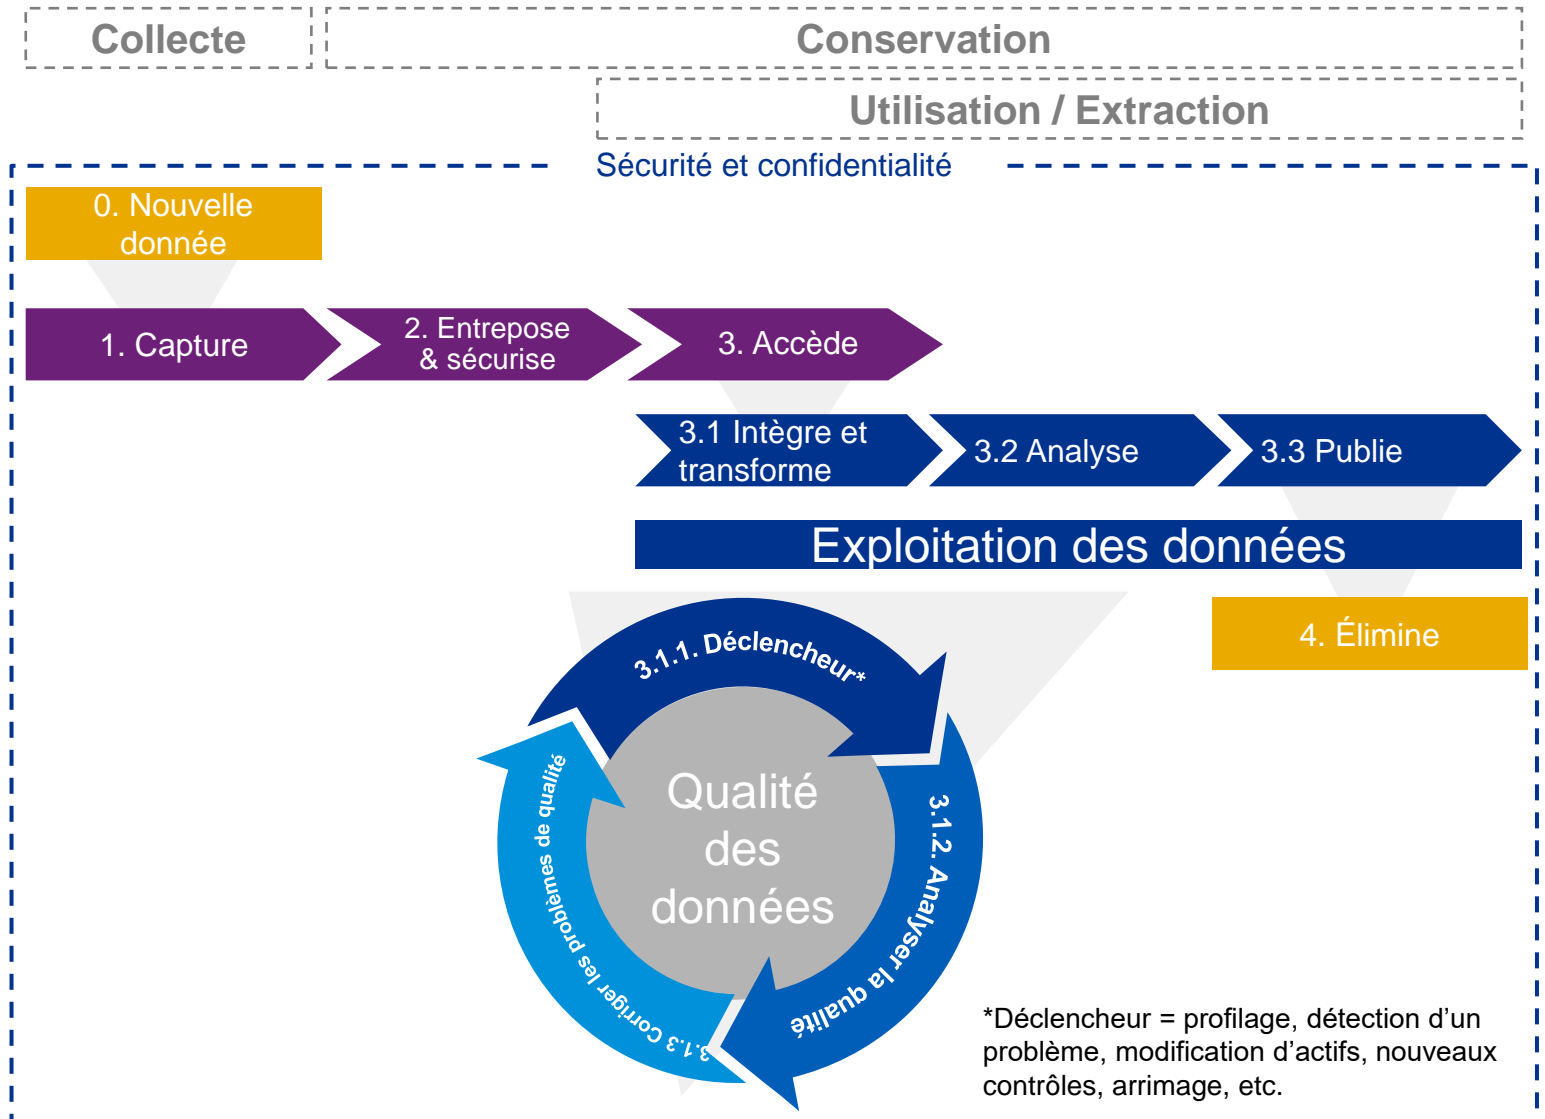 Collecte
Conservation
Utilisation / Extraction
Sécurité et confidentialité
0. Nouvelle
donnée
1. Capture
2. Entrepose
& sécurise
3. Accède
3.1 Intègre et
transforme
3.2 Analyse
3.3 Publie
Exploitation des données
4. Élimine
3.1.1. Déclencheur*
3.1.2. Analyser la qualité
3.1.3 Corriger les problèmes de qualité
Qualité
des
données
*Déclencheur = profilage, détection d’un
problème, modification d’actifs, nouveaux
contrôles, arrimage, etc.